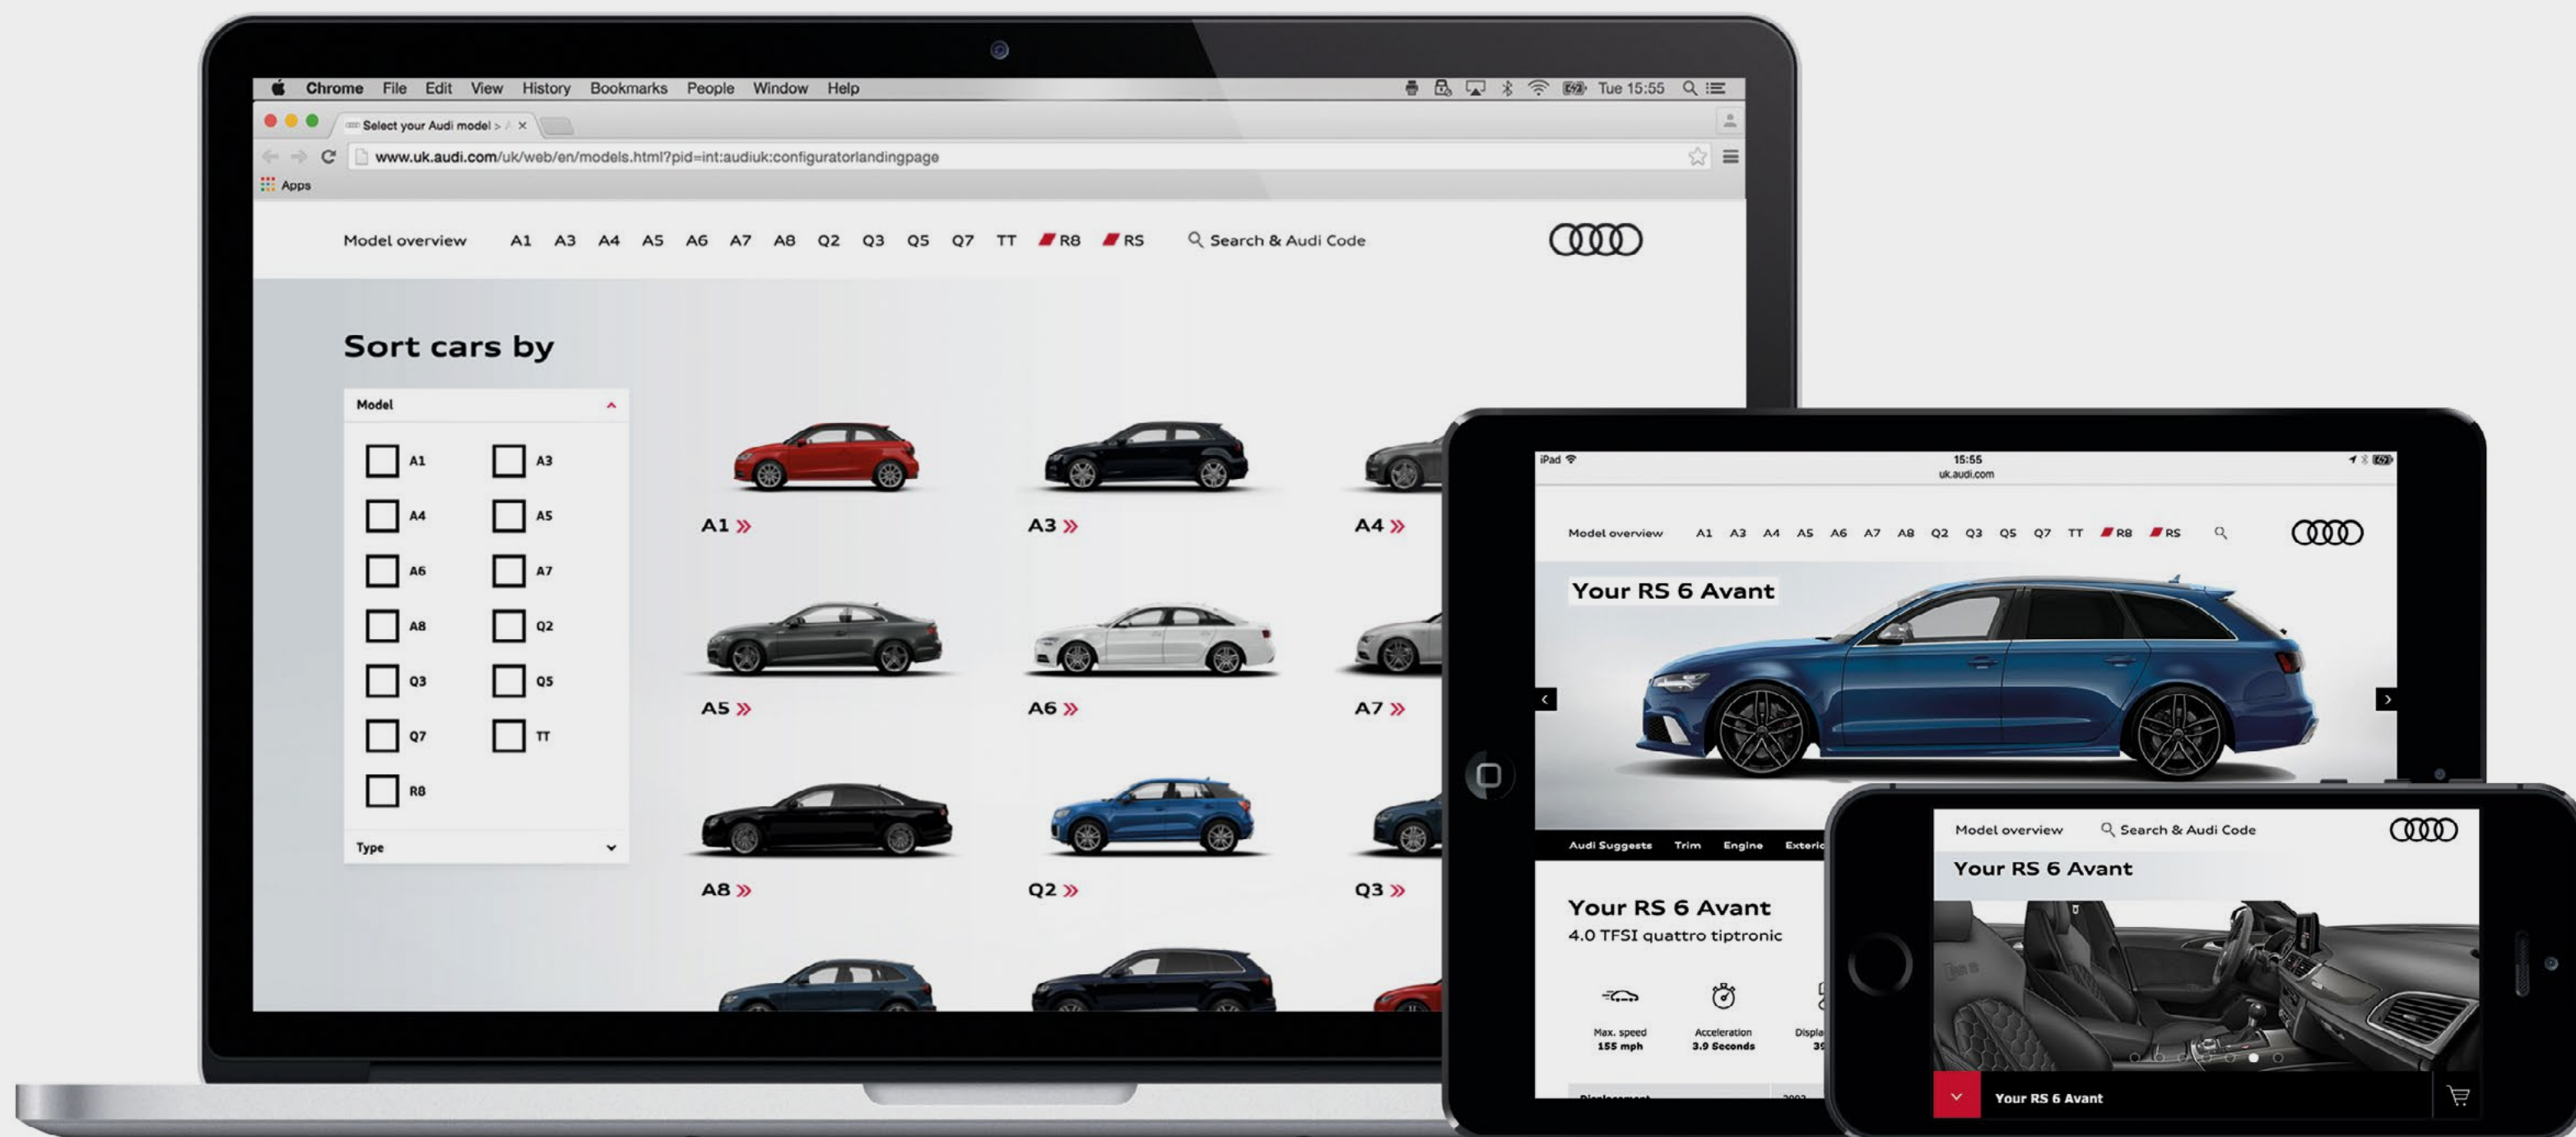 Chrome File Edit View History Bookmarks People Window Help Tue 15:55
Select your Audi model >
www.uk.audi.com/uk/web/en/models.html?pid=int:audiuk:configuratorlandingpage
Apps
Model overview A1 A3 A4 A5 A6 A7 A8 Q2 Q3 Q5 Q7 TT R8 RS Search & Audi Code
Sort cars by
Model
A1 A3
A4 A5
A6 A7
A8 Q2
Q3 Q5
Q7 TT
R8
Type
A1 » A3 » A4 »
A5 » A6 » A7 »
A8 » Q2 » Q3 »
iPad 15:55
uk.audi.com
Model overview A1 A3 A4 A5 A6 A7 A8 Q2 Q3 Q5 Q7 TT R8 RS
Your RS 6 Avant
Audi Suggests Trim Engine
Your RS 6 Avant
4.0 TFSI quattro tiptronic
Max. speed Acceleration
155 mph 3.9 Seconds
Model overview Search & Audi Code
Your RS 6 Avant
Your RS 6 Avant